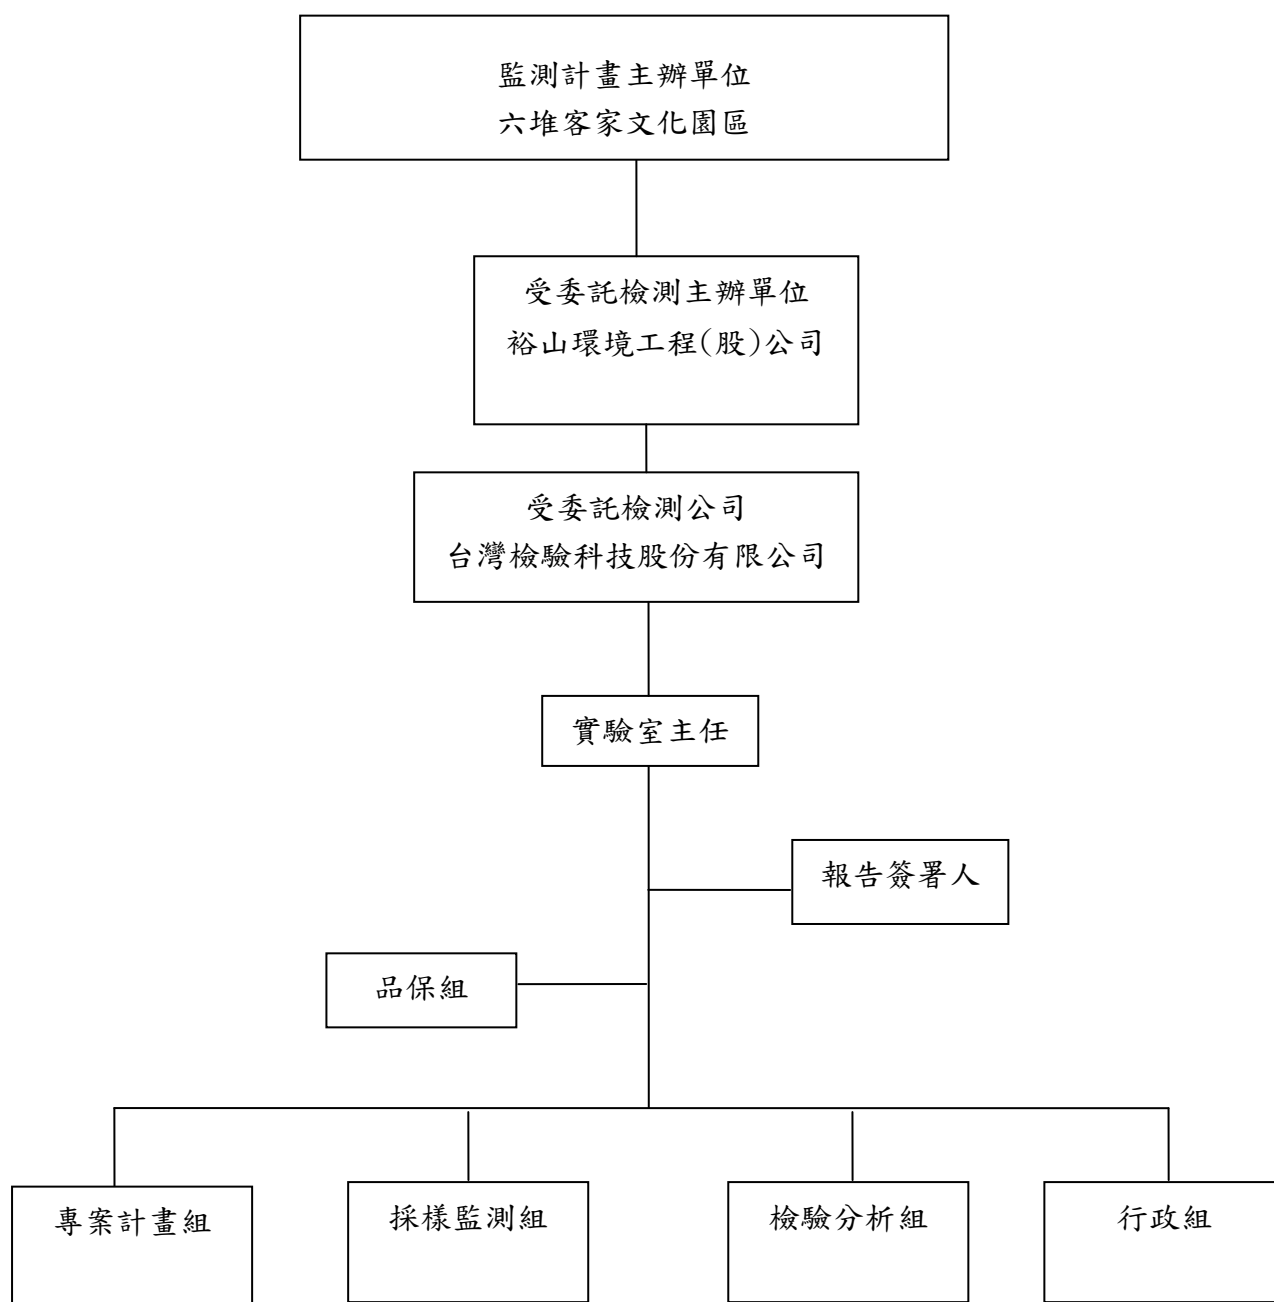 監測計畫主辦單位
六堆客家文化園區
受委託檢測主辦單位
裕山環境工程(股)公司
受委託檢測公司
台灣檢驗科技股份有限公司
實驗室主任
報告簽署人
品保組
專案計畫組
採樣監測組
檢驗分析組
行政組